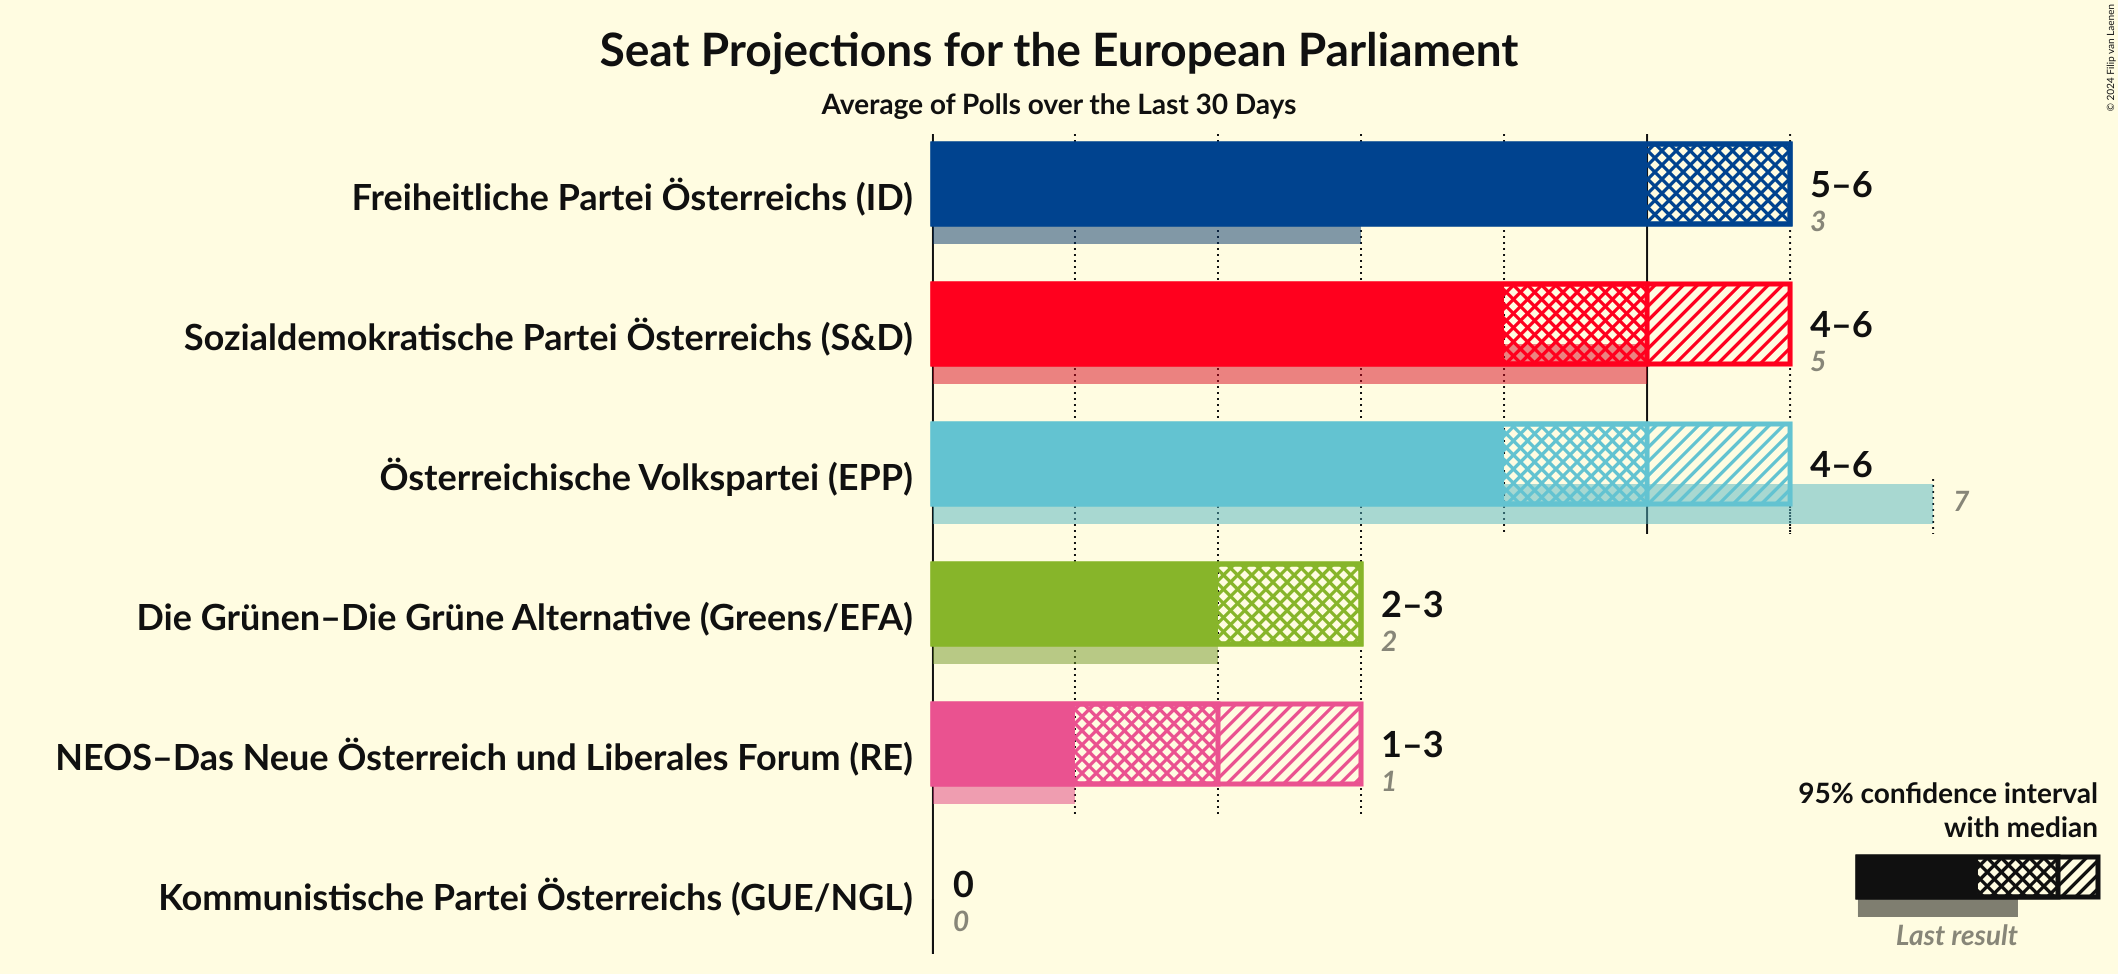 Seat Projections for the European Parliament
Average of Polls over the Last 30 Days
© 2024 Filip van Laenen
Freiheitliche Partei Österreichs (ID)
5–6
3
Sozialdemokratische Partei Österreichs (S&D)
4–6
5
Österreichische Volkspartei (EPP)
4–6
7
Die Grünen–Die Grüne Alternative (Greens/EFA)
2–3
2
NEOS–Das Neue Österreich und Liberales Forum (RE)
1–3
1
Kommunistische Partei Österreichs (GUE/NGL)
0
0
95% confidence interval
with median
Last result